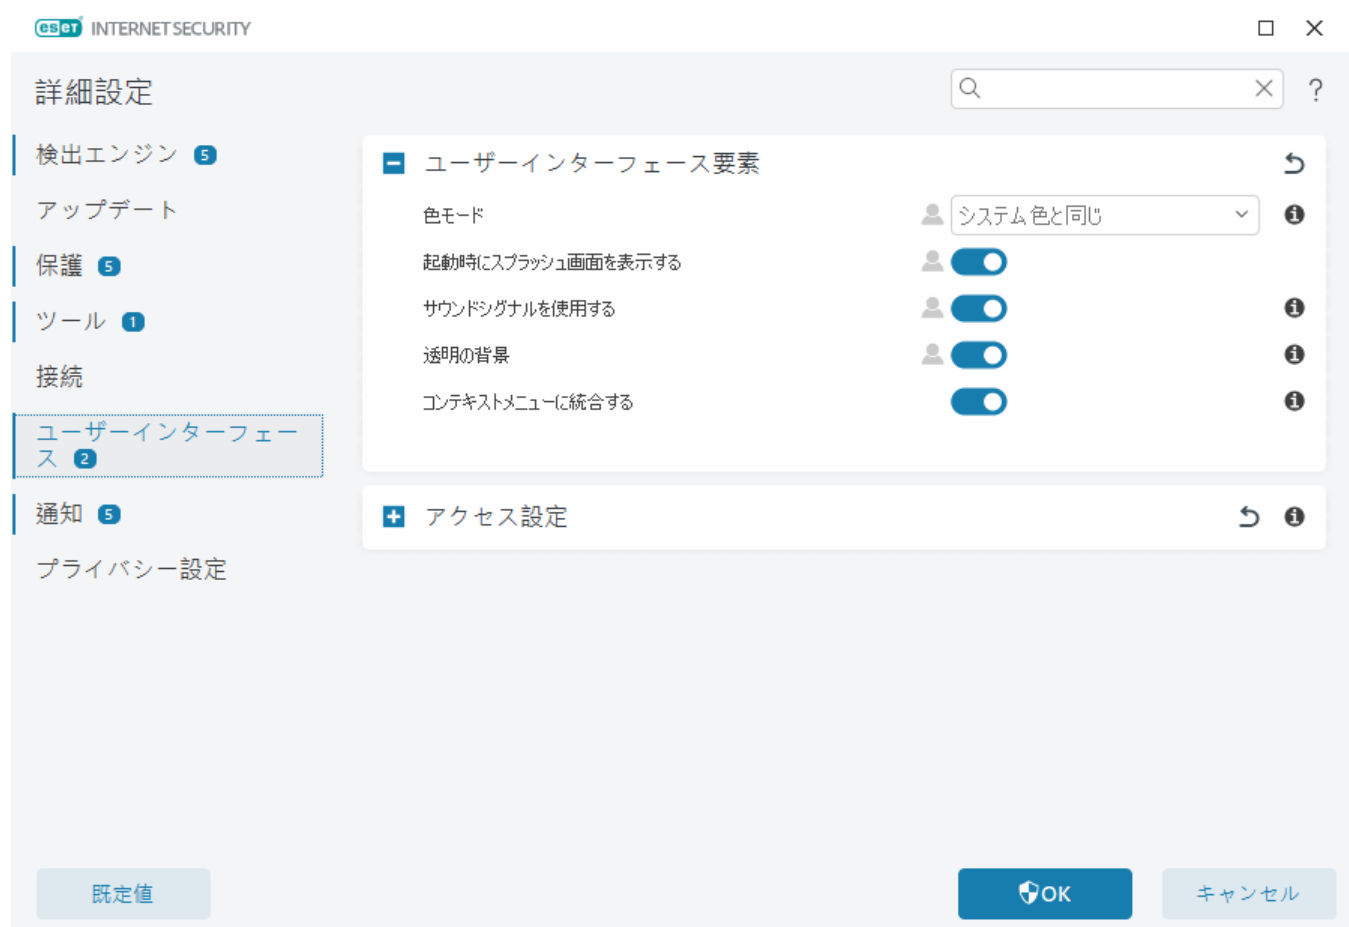 eset INTERNET SECURITY
詳細設定
?
検出エンジン 5
アップデート
保護 5
ツール 1
接続
ユーザーインターフェー
ス 2
通知 5
プライバシー設定
ユーザーインターフェース要素
色モード
システム色と同じ
起動時にスプラッシュ画面を表示する
サウンドシグナルを使用する
透明の背景
コンテキストメニューに統合する
アクセス設定
既定値
OK
キャンセル